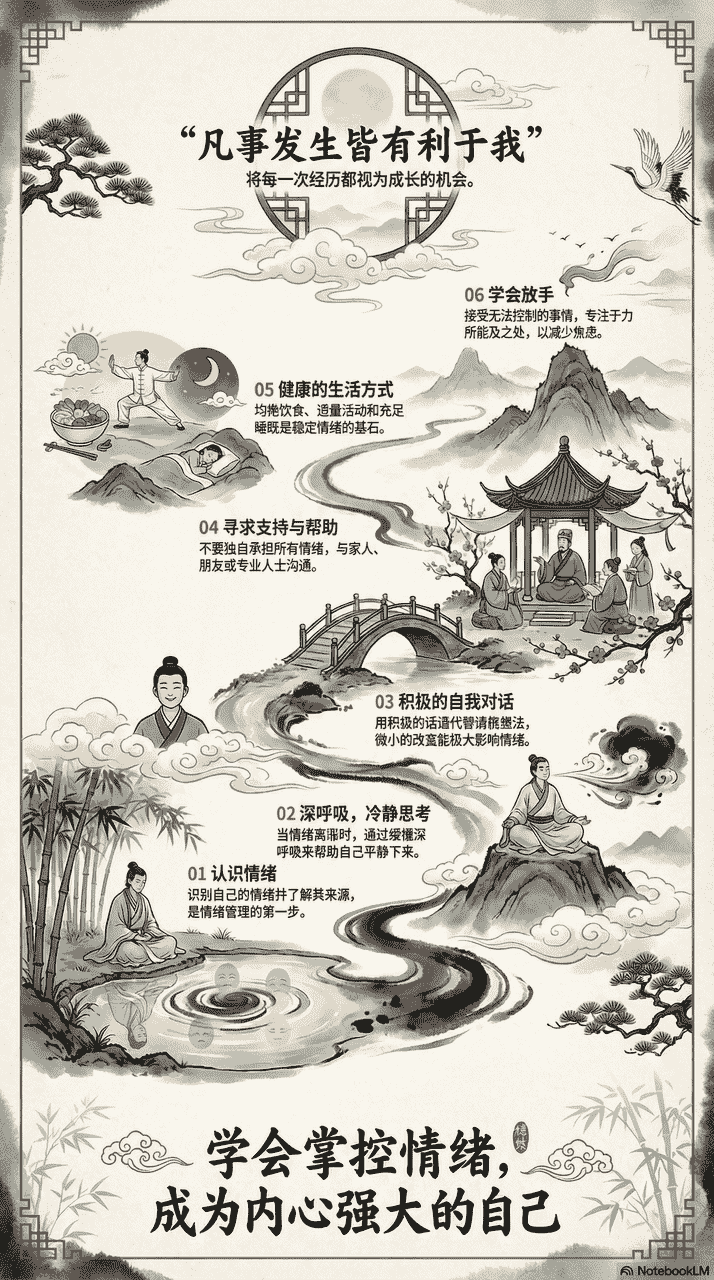 “凡事发生皆有利于我”
将每一次经历都视为成长的机会。
06 学会放手
接受无法控制的事情，专注于力
所能及之处，以减少焦虑。
05 健康的生活方式
均衡饮食、适量活动和充足
睡眠是稳定情绪的基石。
04 寻求支持与帮助
不要独自承担所有情绪，与家人、
朋友或专业人士沟通。
03 积极的自我对话
用积极的话语代替
微小的改变能极大影响情绪。
02 深呼吸，冷静思考
当情绪高涨时，通过缓慢深
呼吸来帮助自己平静下来。
01 认识情绪
识别自己的情绪并了解其来源，
是情绪管理的第一步。
学会掌控情绪，
成为内心强大的自己
NotebookLM